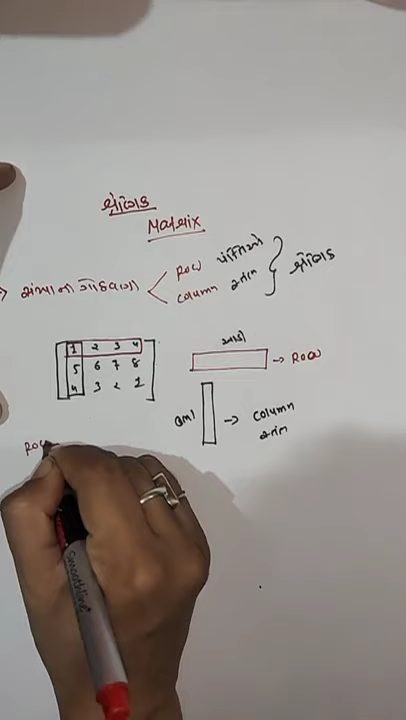 શ્રેણિક
Matrix
સંખ્યાની ગોઠવણી
Row પંક્તિઓ
column સ્તંભ
શ્રેણિક
1 2 3 4
5 6 7 8
4 3 2 1
આડી
→ Row
ઊભી
→ column
સ્તંભ
Row
Smoothline